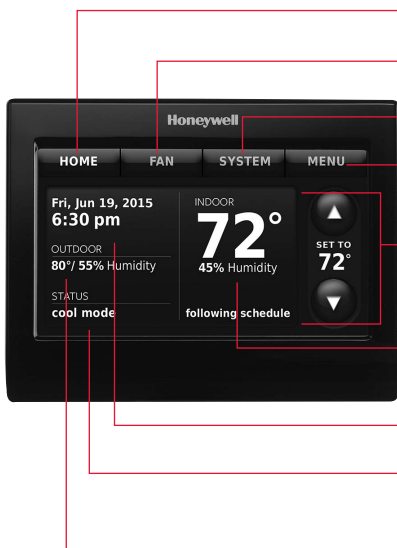 Honeywell
HOME FAN SYSTEM MENU
Fri, Jun 19, 2015
6:30 pm
OUTDOOR
80°/ 55% Humidity
STATUS
cool mode
INDOOR
72°
45% Humidity
following schedule
SET TO
72°